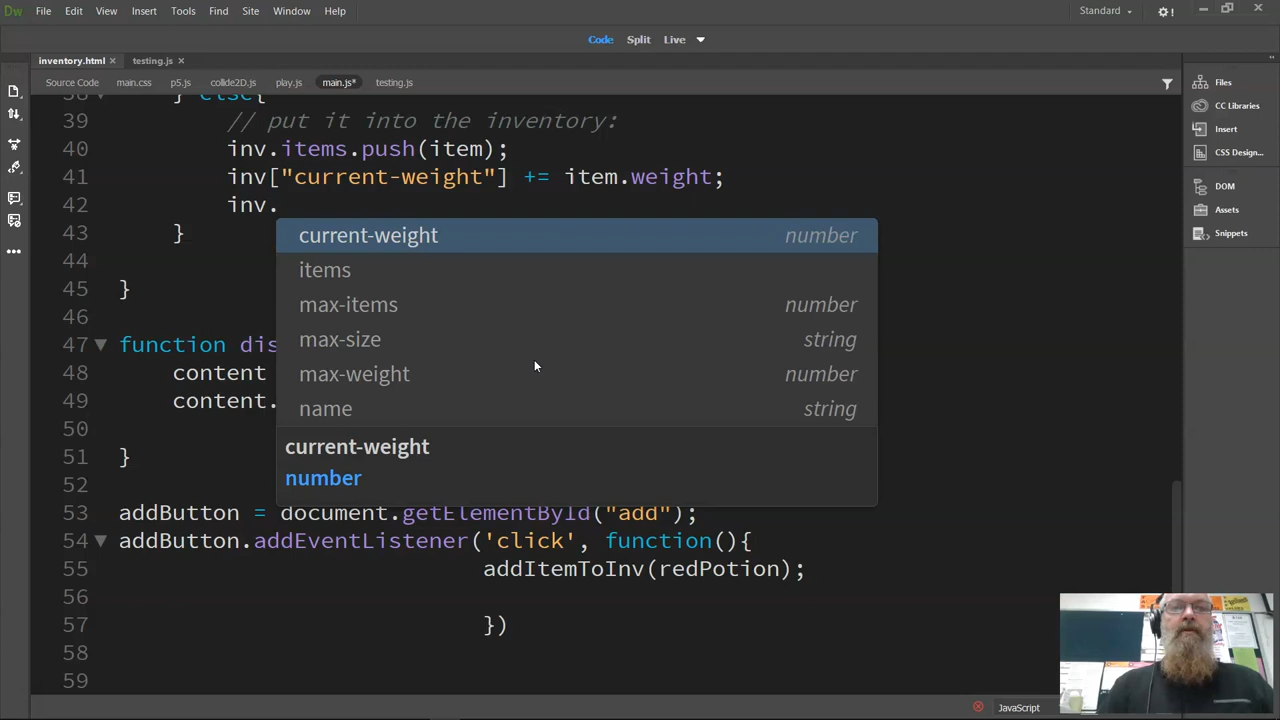 Dw File Edit View Insert Tools Find Site Window Help Standard
Code Split Live
inventory.html testing.js
Source Code main.css p5.js collide2D.js play.js main.js* testing.js
Files
CC Libraries
Insert
CSS Design...
DOM
Assets
Snippets
38 } else{
39 // put it into the inventory:
40 inv.items.push(item);
41 inv["current-weight"] += item.weight;
42 inv.
43 }
44
45 }
46
47 function dis
48 content
49 content.
50
51 }
52
current-weight number
items
max-items number
max-size string
max-weight number
name string
current-weight
number
53 addButton = document.getElementById("add");
54 addButton.addEventListener('click', function(){
55 addItemToInv(redPotion);
56
57 })
58
59
JavaScript